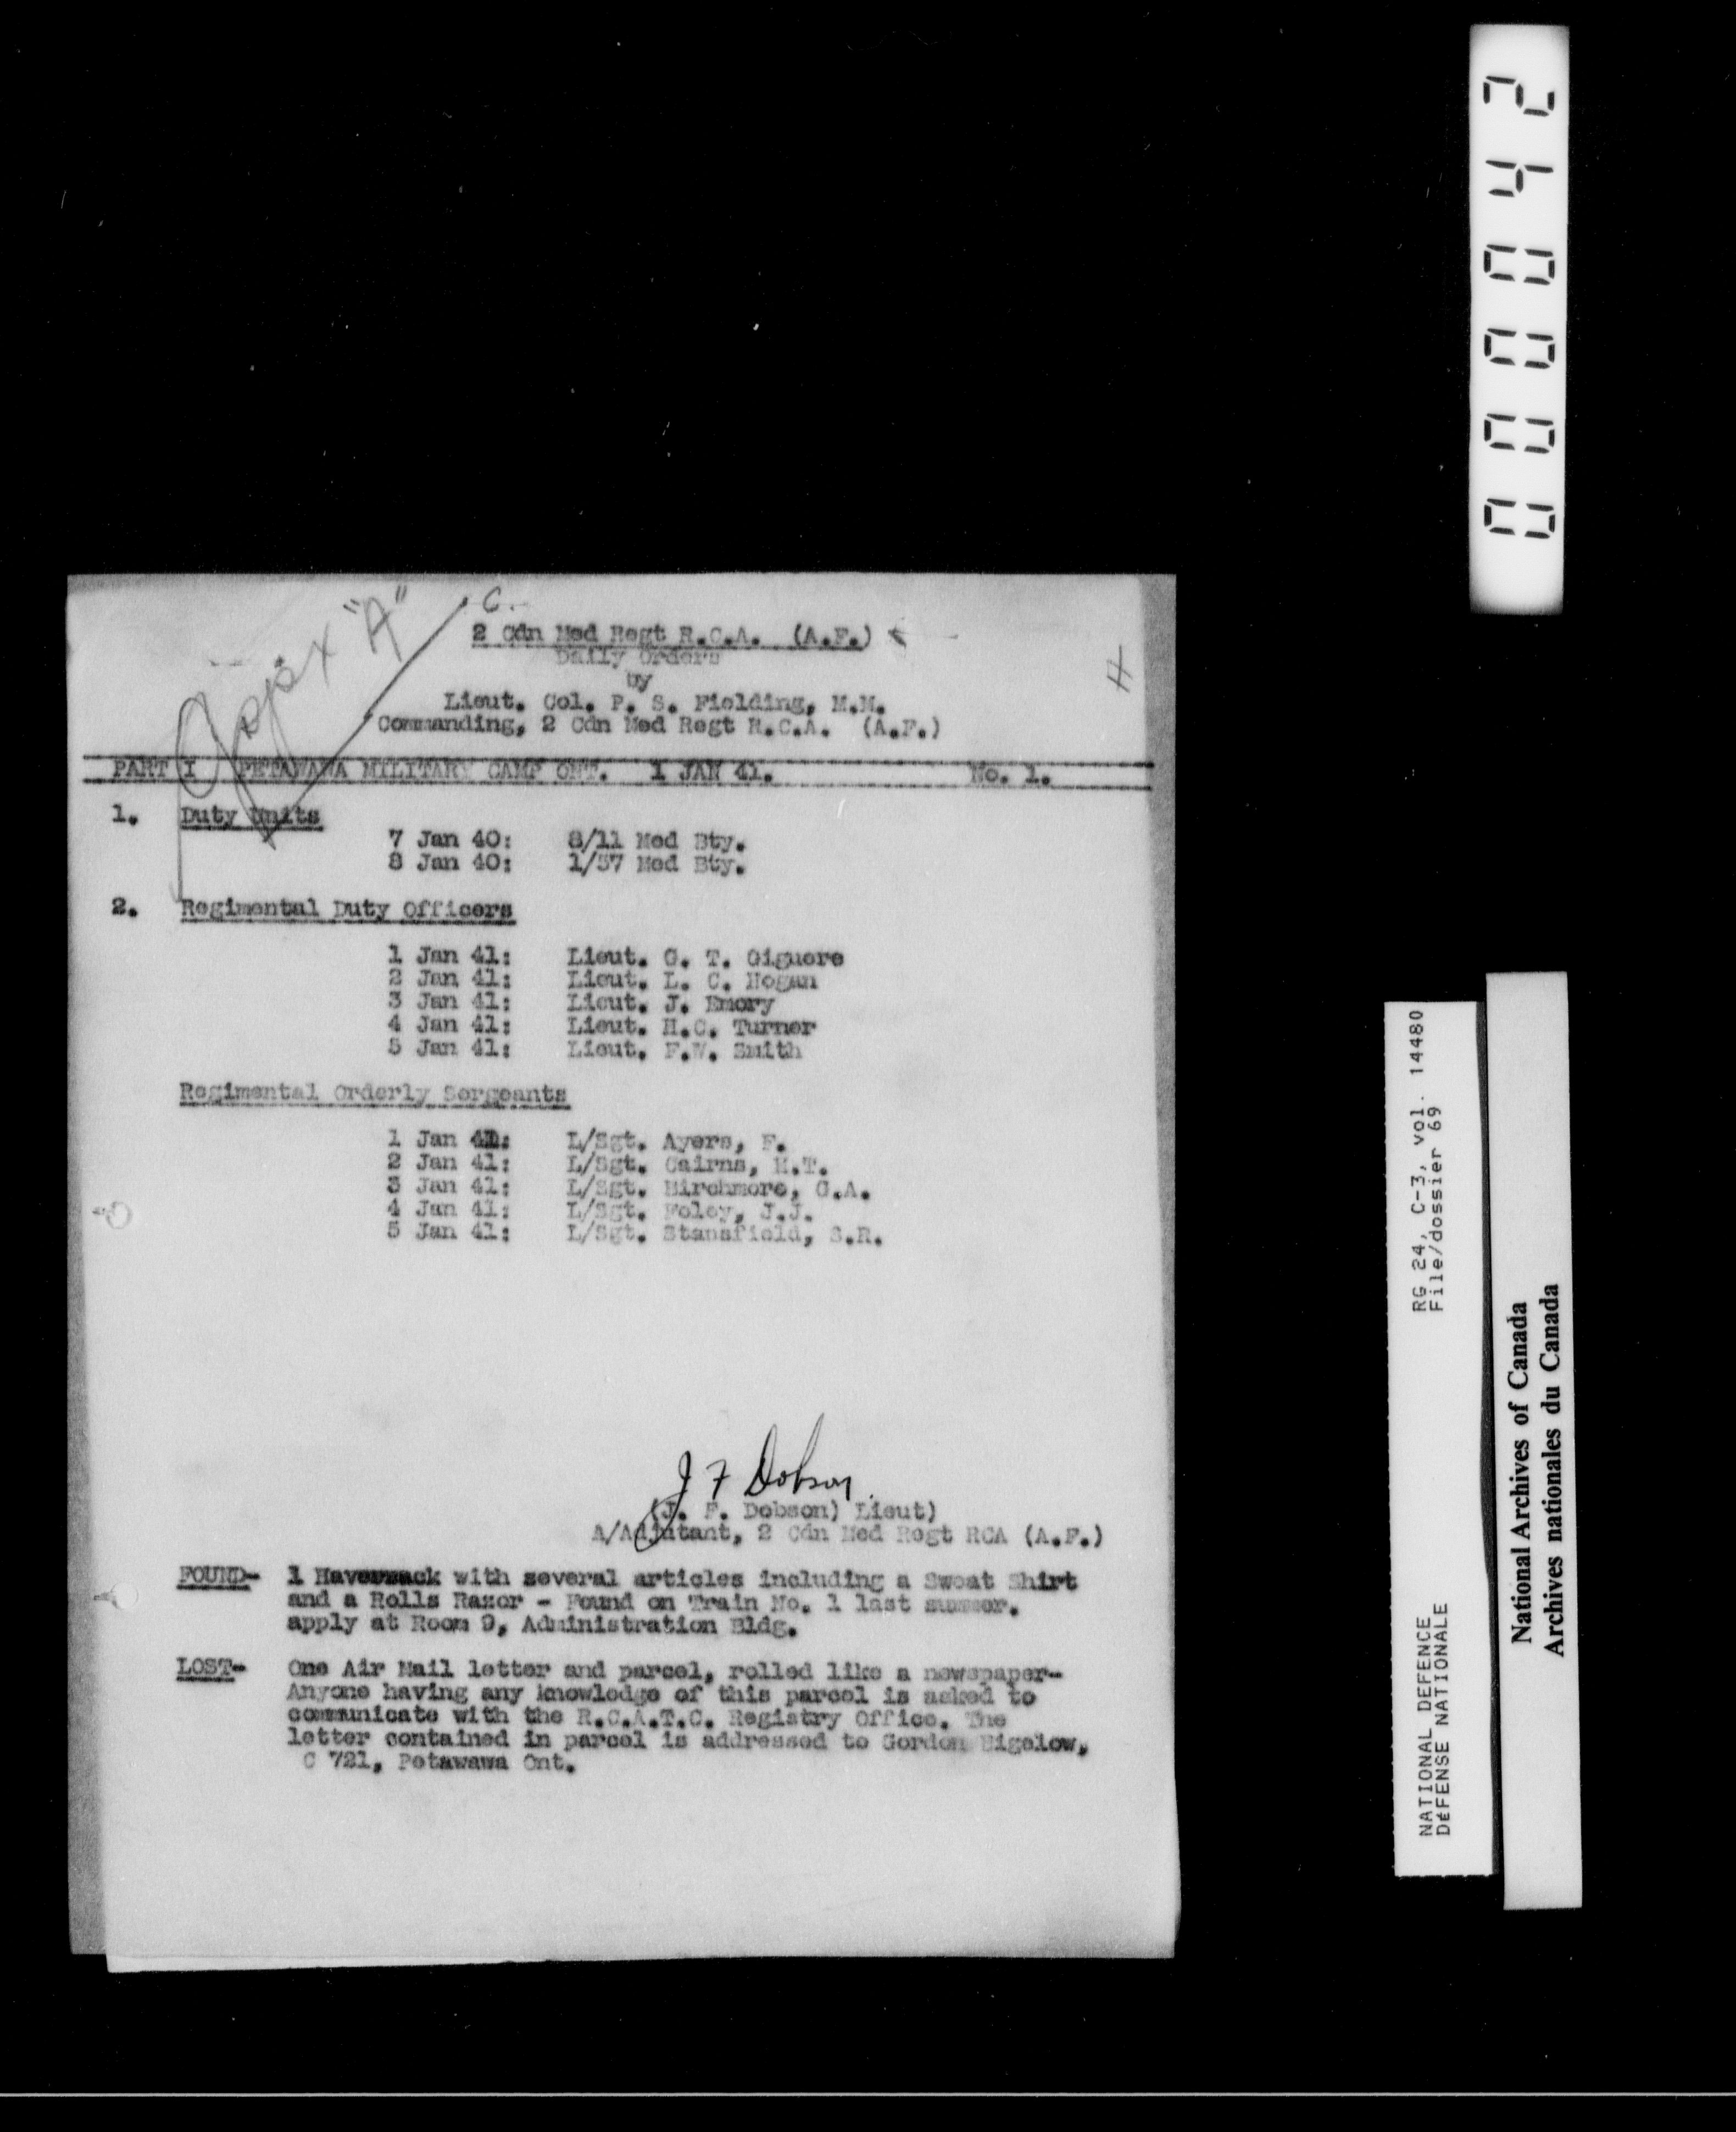 Appx "A"
2 Cdn Med Regt R.C.A. (A.F.)
Daily Orders
by
Lieut. Col. P. S. Fielding, M.M.
Commanding, 2 Cdn Med Regt R.C.A. (A.F.)
PART I PETAWAWA MILITARY CAMP ONT. 1 JAN 41. No. 1.
1. Duty Units
7 Jan 40: 8/11 Med Bty.
8 Jan 40: 1/57 Med Bty.
2. Regimental Duty Officers
1 Jan 41: Lieut. G. T. Giguere
2 Jan 41: Lieut. L. C. Hogan
3 Jan 41: Lieut. J. Emory
4 Jan 41: Lieut. H.C. Turner
5 Jan 41: Lieut. F.W. Smith
Regimental Orderly Sergeants
1 Jan 41: L/Sgt. Ayers, F.
2 Jan 41: L/Sgt. Cairns, H.T.
3 Jan 41: L/Sgt. Birchmore, G.A.
4 Jan 41: L/Sgt. Foley, J.J.
5 Jan 41: L/Sgt. Stansfield, S.R.
J F Dobson
(J. F. Dobson) Lieut)
A/Adjutant, 2 Cdn Med Regt RCA (A.F.)
FOUND- 1 Haversack with several articles including a Sweat Shirt
and a Rolls Razor - Found on Train No. 1 last summer.
apply at Room 9, Administration Bldg.
LOST- One Air Mail letter and parcel, rolled like a newspaper-
Anyone having any knowledge of this parcel is asked to
communicate with the R.C.A.T.C. Registry Office. The
letter contained in parcel is addressed to Gordon Bigelow,
C 721, Petawawa Ont.
000042
NATIONAL DEFENCE RG 24, C-3, vol. 14480
DéFENSE NATIONALE File/dossier 69
National Archives of Canada
Archives nationales du Canada